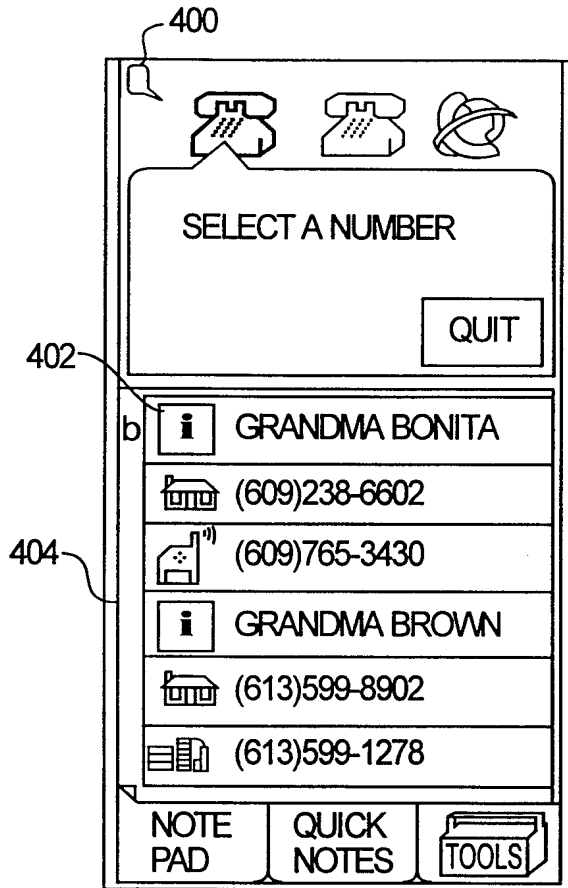 400
SELECT A NUMBER
QUIT
402
b i GRANDMA BONITA
(609)238-6602
404
(609)765-3430
i GRANDMA BROWN
(613)599-8902
(613)599-1278
NOTE PAD
QUICK NOTES
TOOLS